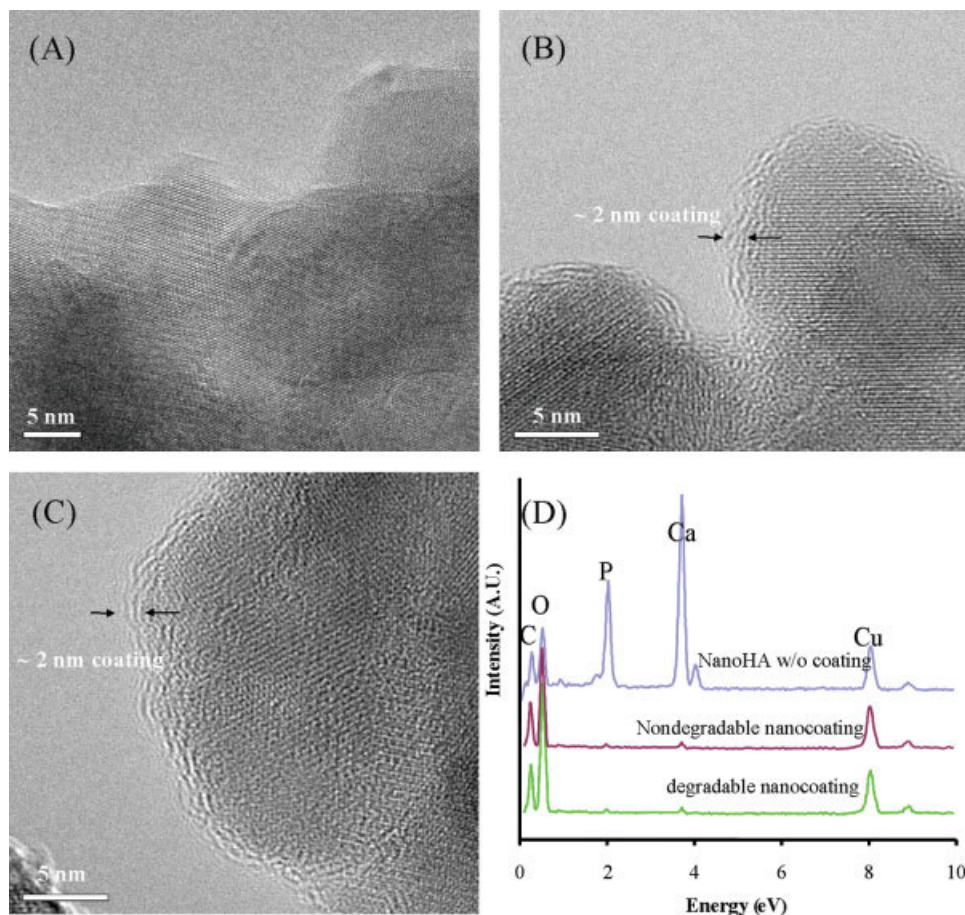 (A)
5 nm
(B)
~ 2 nm coating
5 nm
(C)
~ 2 nm coating
5 nm
(D)
Intensity (A.U.)
C
O
P
Ca
Cu
NanoHA w/o coating
Nondegradable nanocoating
degradable nanocoating
0 2 4 6 8 10
Energy (eV)